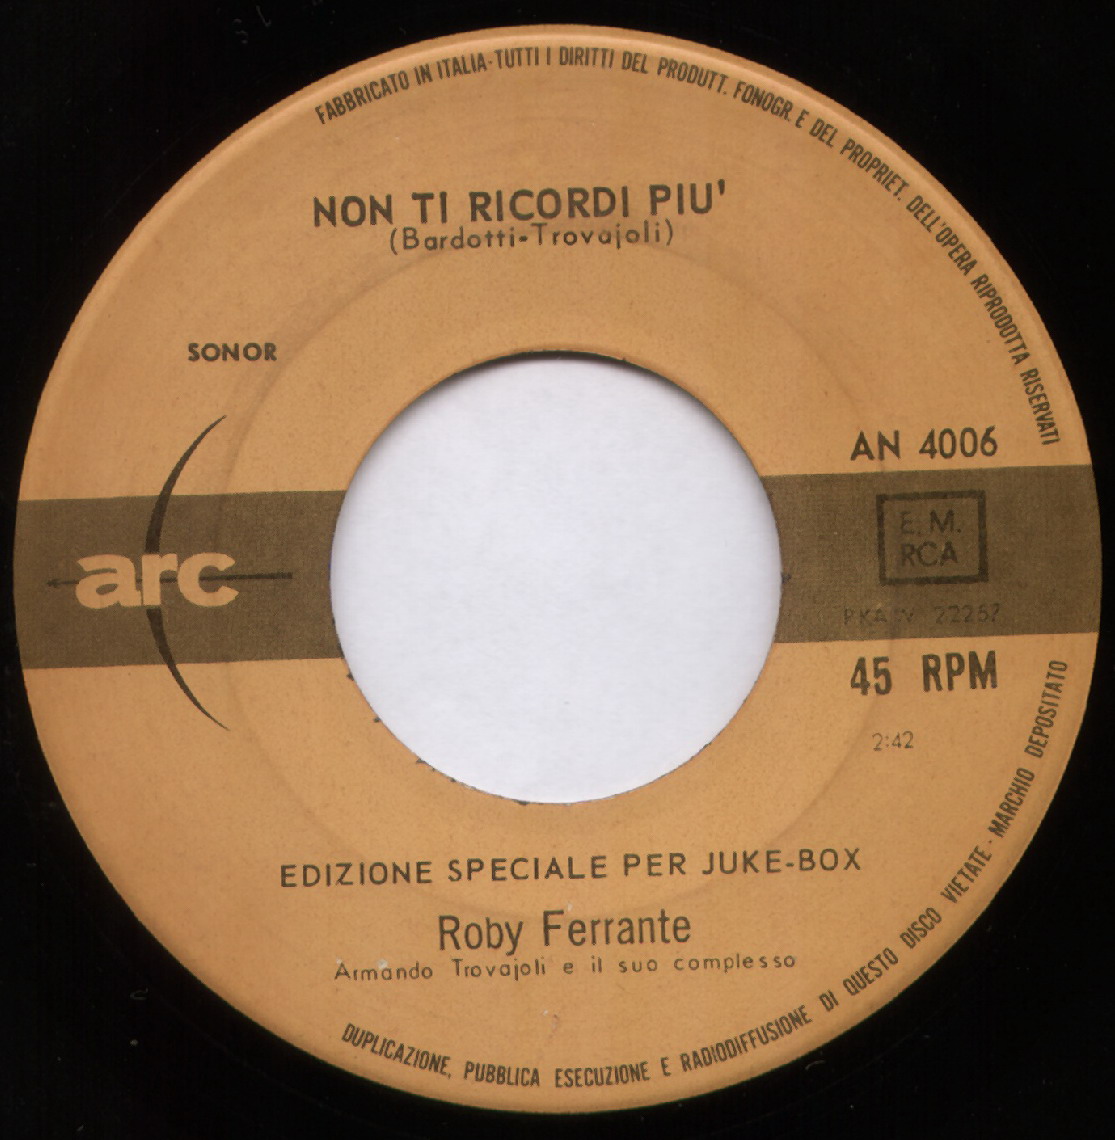 FABBRICATO IN ITALIA-TUTTI I DIRITTI DEL PRODUTT. FONOGR. E DEL PROPRIET. DELL'OPERA RIPRODOTTA RISERVATI
NON TI RICORDI PIU'
(Bardotti-Trovajoli)
SONOR
AN 4006
arc
E. M.
RCA
PKAW 22257
45 RPM
2:42
EDIZIONE SPECIALE PER JUKE-BOX
Roby Ferrante
Armando Trovajoli e il suo complesso
DUPLICAZIONE, PUBBLICA ESECUZIONE E RADIODIFFUSIONE DI QUESTO DISCO VIETATE - MARCHIO DEPOSITATO